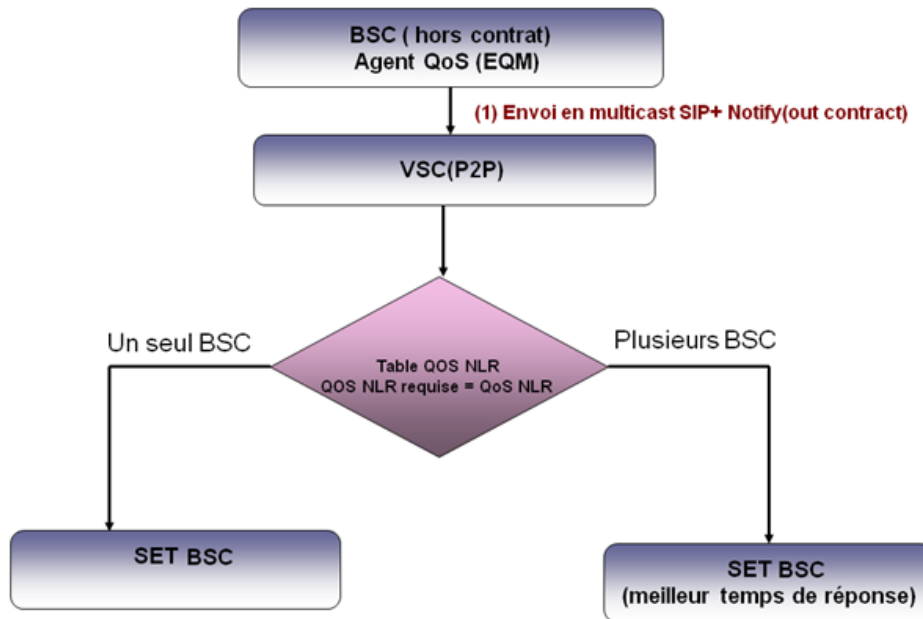 BSC ( hors contrat)
Agent QoS (EQM)
(1) Envoi en multicast SIP+ Notify(out contract)
VSC(P2P)
Un seul BSC
Plusieurs BSC
Table QOS NLR
QOS NLR requise = QoS NLR
SET BSC
SET BSC
(meilleur temps de réponse)